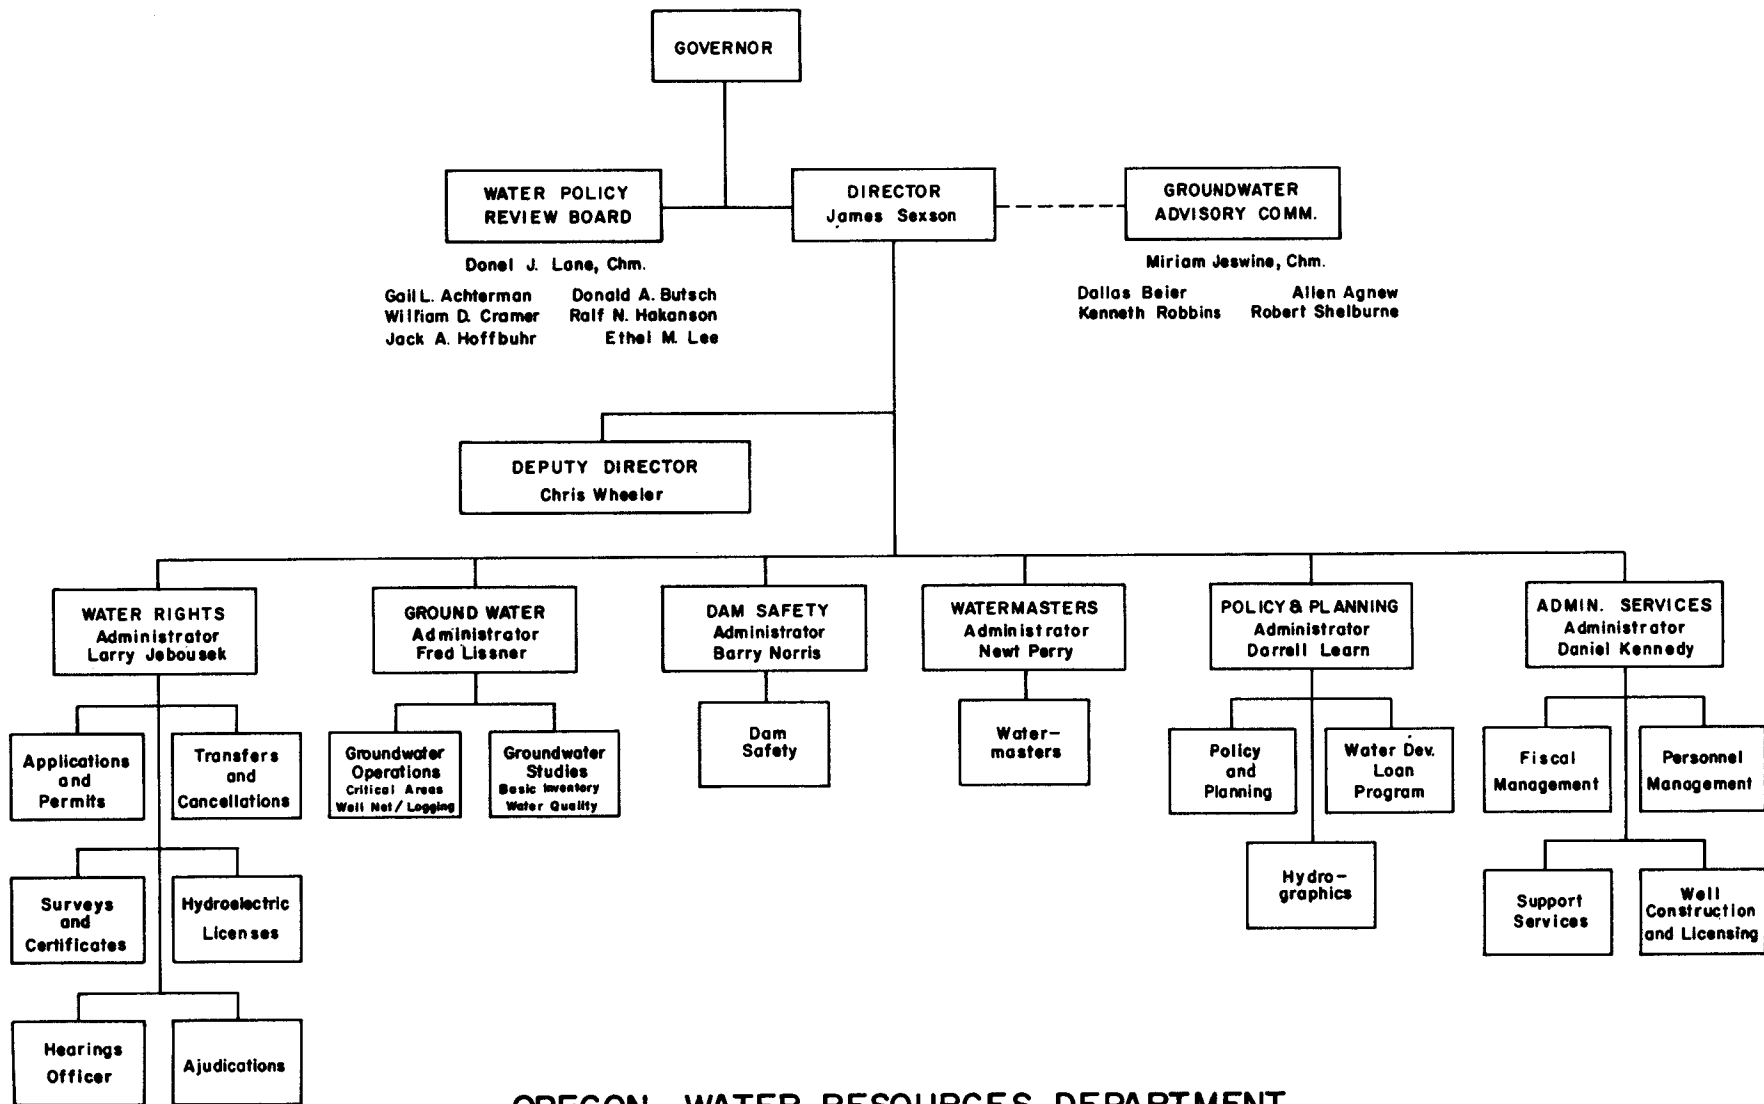 GOVERNOR
WATER POLICY
REVIEW BOARD
Donel J. Lane, Chm.
Gail L. Achterman Donald A. Butsch
William D. Cramer Ralf N. Hakanson
Jack A. Hoffbuhr Ethel M. Lee
DIRECTOR
James Sexson
GROUNDWATER
ADVISORY COMM.
Miriam Jeswine, Chm.
Dallas Beier Allen Agnew
Kenneth Robbins Robert Shelburne
DEPUTY DIRECTOR
Chris Wheeler
WATER RIGHTS
Administrator
Larry Jebousek
GROUND WATER
Administrator
Fred Lissner
DAM SAFETY
Administrator
Barry Norris
WATERMASTERS
Administrator
Newt Perry
POLICY & PLANNING
Administrator
Darrell Learn
ADMIN. SERVICES
Administrator
Daniel Kennedy
Applications
and
Permits
Transfers
and
Cancellations
Groundwater
Operations
Critical Areas
Well Net / Logging
Groundwater
Studies
Basic Inventory
Water Quality
Dam
Safety
Water-
masters
Policy
and
Planning
Water Dev.
Loan
Program
Fiscal
Management
Personnel
Management
Surveys
and
Certificates
Hydroelectric
Licenses
Hydro-
graphics
Support
Services
Well
Construction
and Licensing
Hearings
Officer
Ajudications
OREGON WATER RESOURCES DEPARTMENT